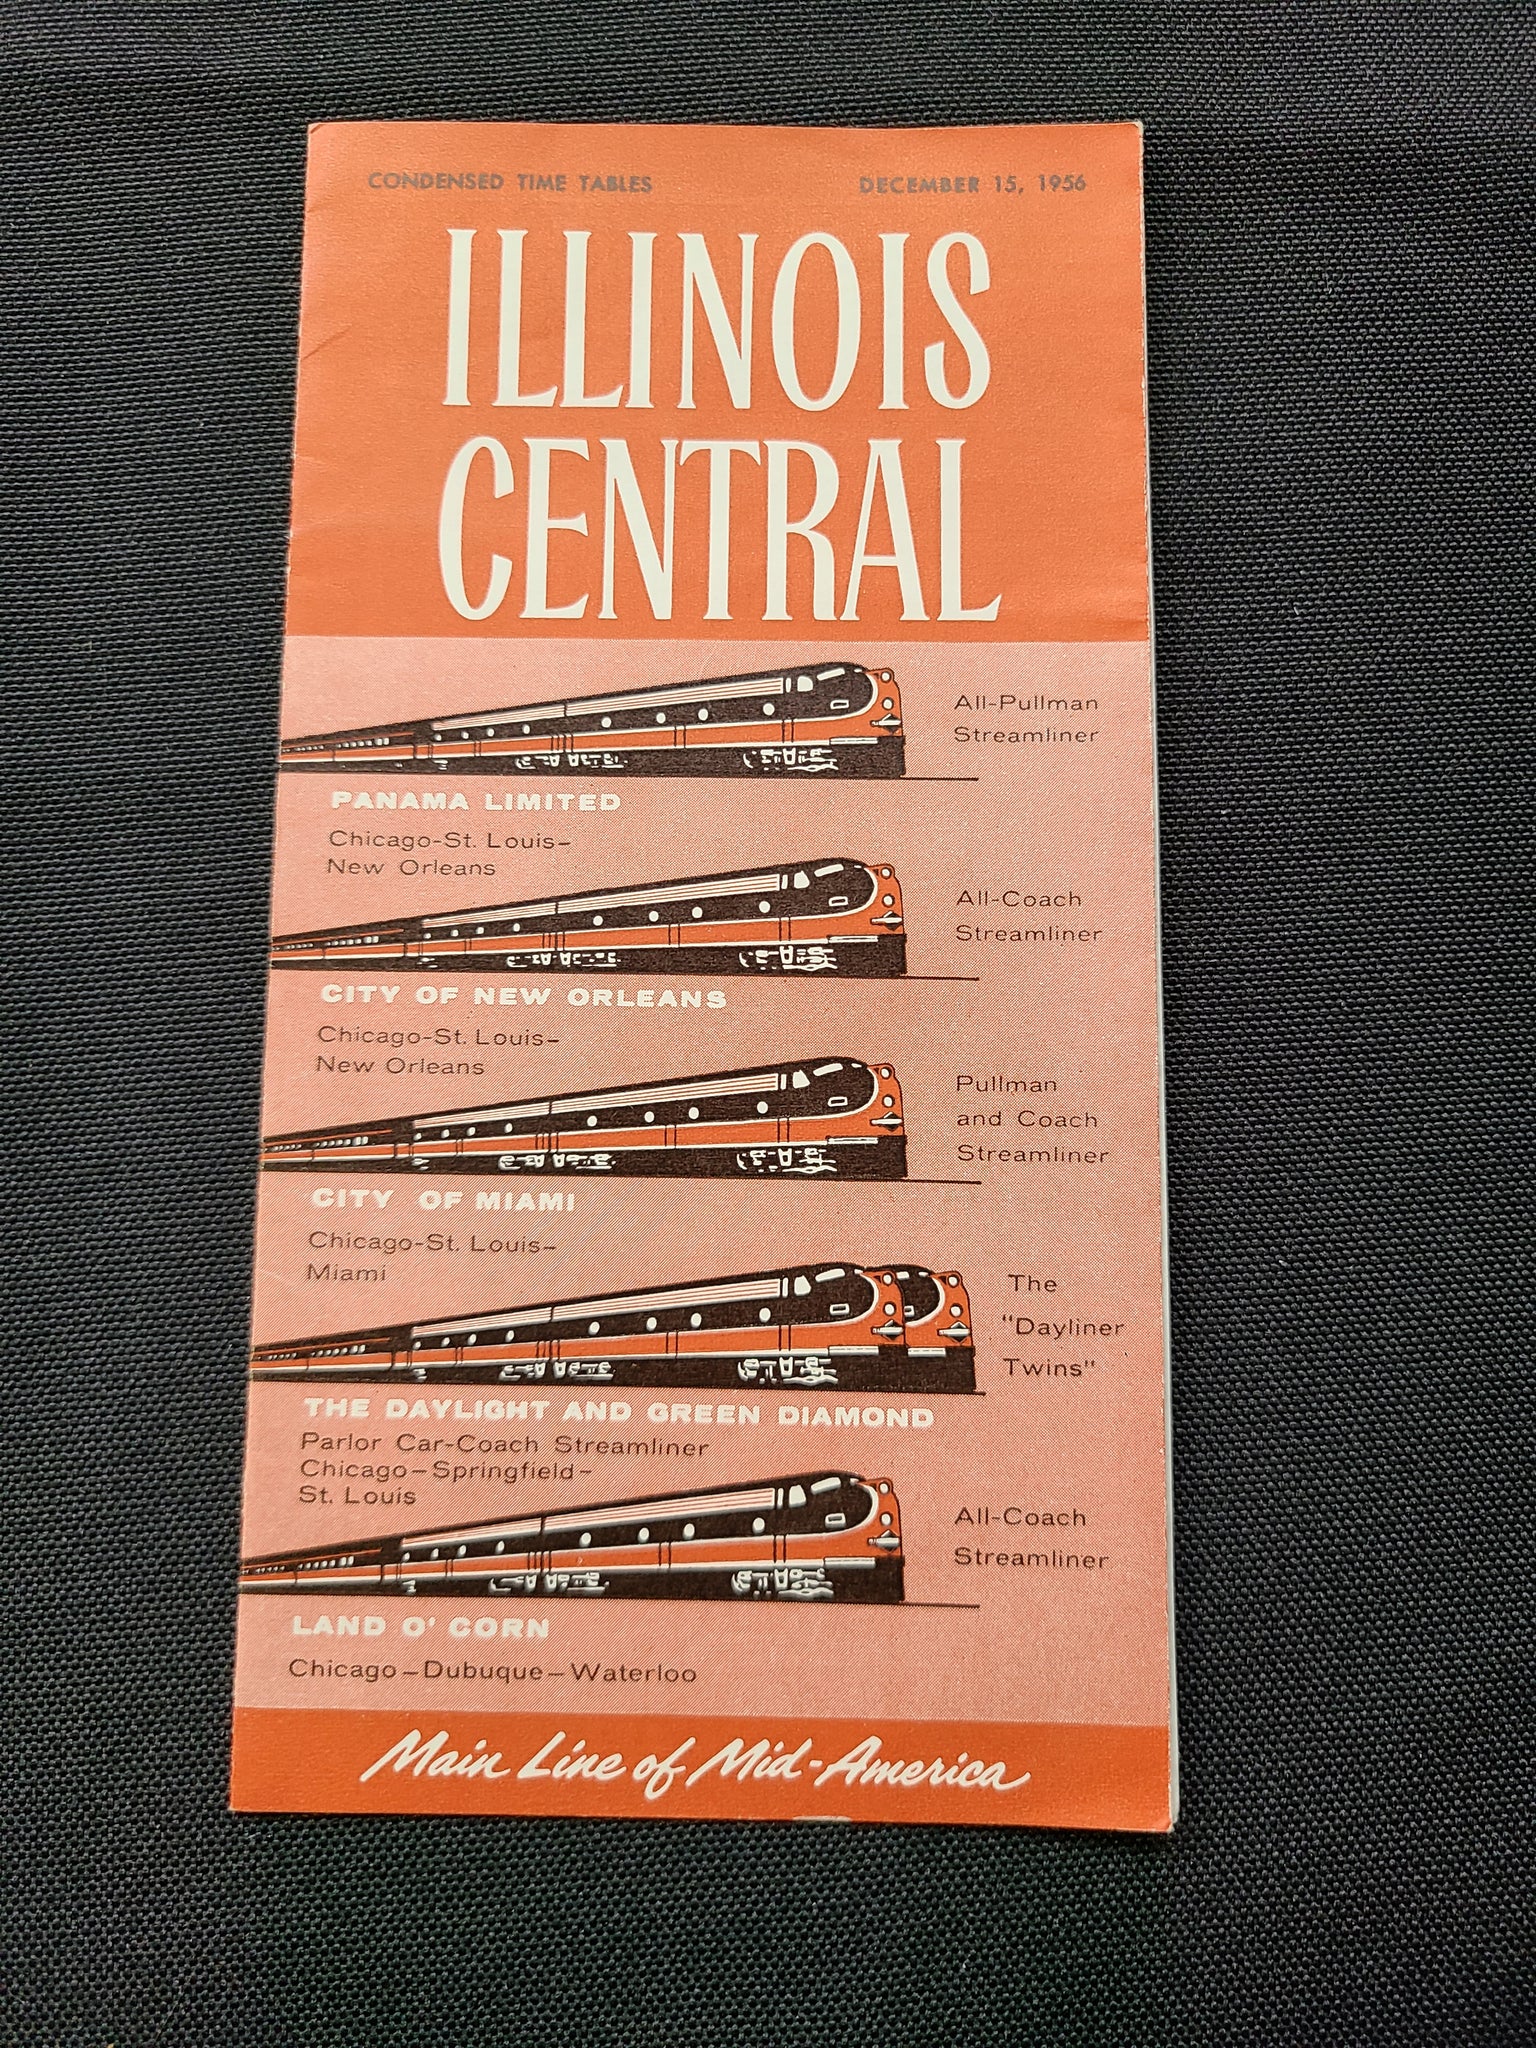 CONDENSED TIME TABLES DECEMBER 15, 1956
ILLINOIS
CENTRAL
All-Pullman
Streamliner
PANAMA LIMITED
Chicago-St. Louis–
New Orleans
All-Coach
Streamliner
CITY OF NEW ORLEANS
Chicago-St. Louis–
New Orleans
Pullman
and Coach
Streamliner
CITY OF MIAMI
Chicago-St. Louis–
Miami
The
"Dayliner
Twins"
THE DAYLIGHT AND GREEN DIAMOND
Parlor Car-Coach Streamliner
Chicago–Springfield–
St. Louis
All-Coach
Streamliner
LAND O' CORN
Chicago–Dubuque–Waterloo
Main Line of Mid-America